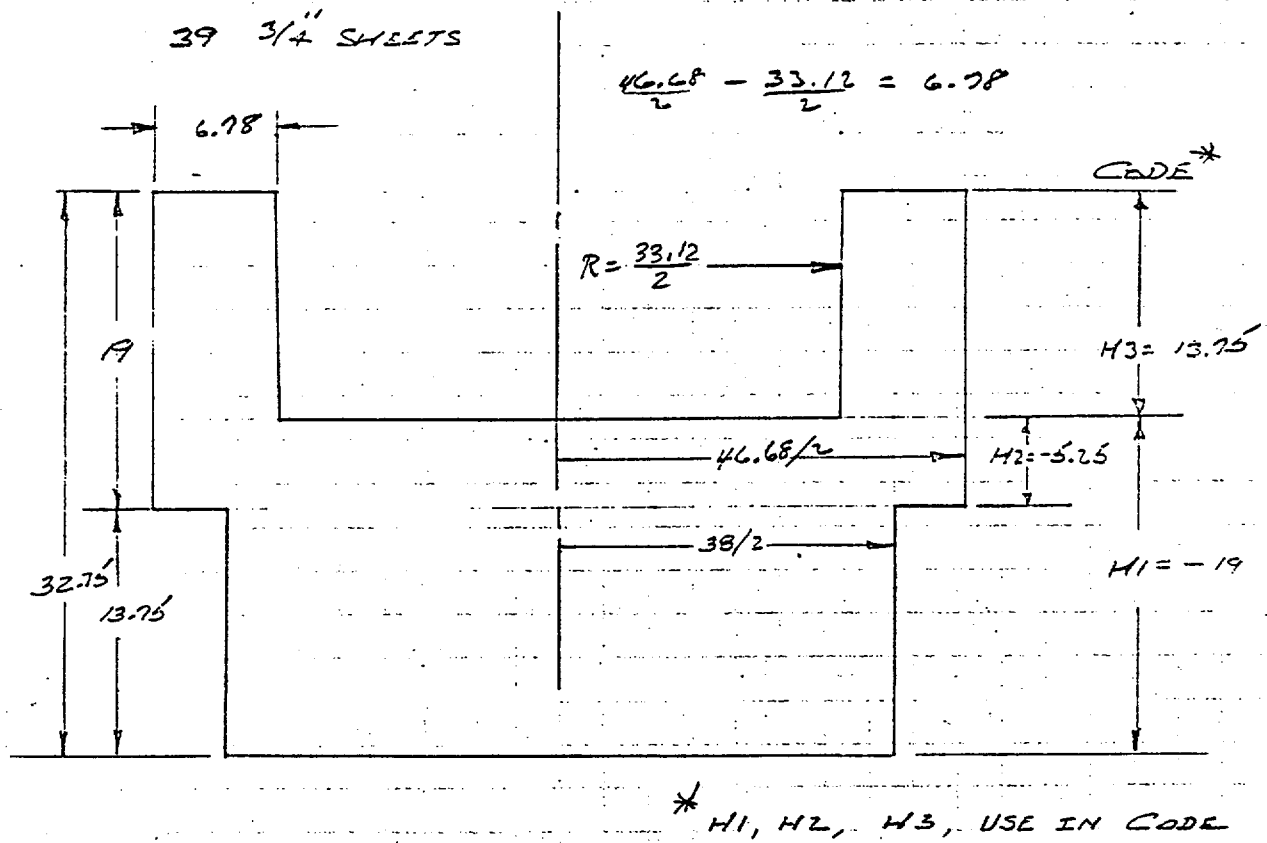 39 3/4" SHEETS
46.68/2 - 33.12/2 = 6.78
6.78
CODE*
R = 33.12/2
19
H3 = 13.75
46.68/2
H2 = -5.25
38/2
32.75
13.75
H1 = - 19
* H1, H2, H3, USE IN CODE